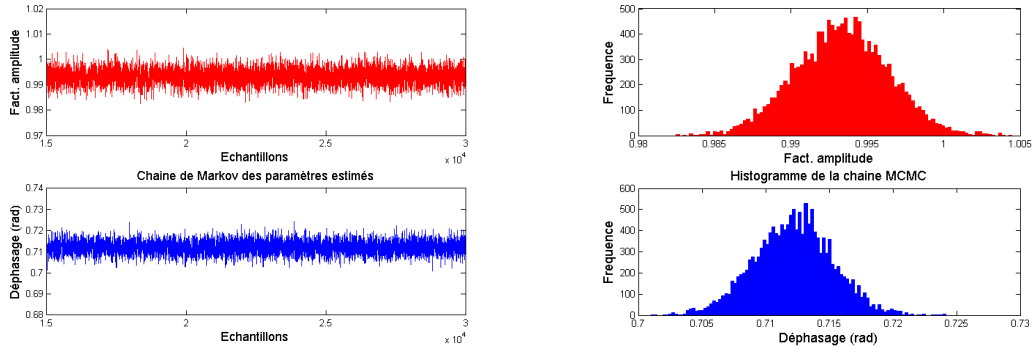 1.02
1.01
1
0.99
0.98
0.97
Fact. amplitude
1.5 2 2.5 3
Echantillons
x 10^4
Chaine de Markov des paramètres estimés
0.74
0.73
0.72
0.71
0.7
0.69
0.68
Déphasage (rad)
1.5 2 2.5 3
Echantillons
x 10^4
500
400
300
200
100
0
Frequence
0.98 0.985 0.99 0.995 1 1.005
Fact. amplitude
Histogramme de la chaine MCMC
600
500
400
300
200
100
0
Frequence
0.7 0.705 0.71 0.715 0.72 0.725 0.73
Déphasage (rad)